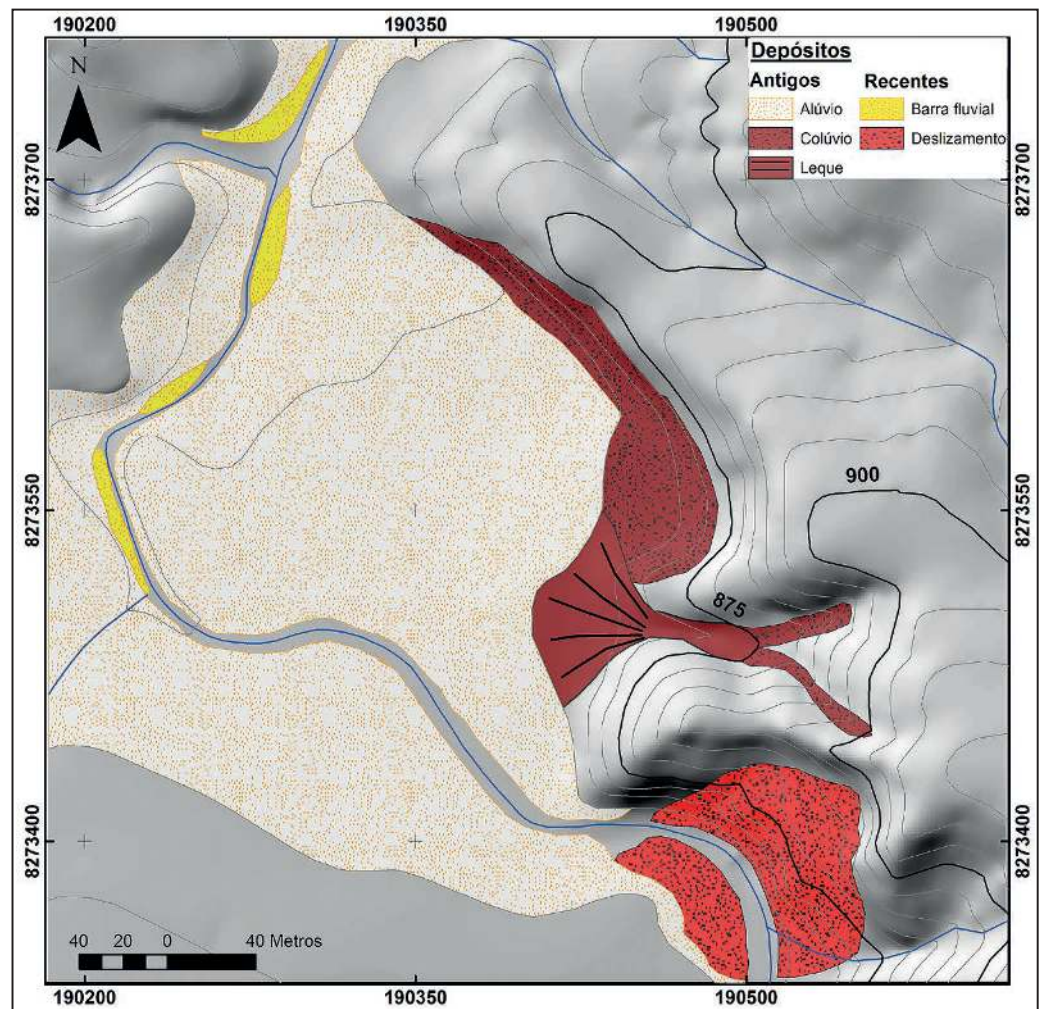 190200 190350 190500
N
Depósitos
Antigos Recentes
Alúvio Barra fluvial
Colúvio Deslizamento
Leque
8273700 8273700
8273550 8273550
900
875
8273400 8273400
40 20 0 40 Metros
190200 190350 190500